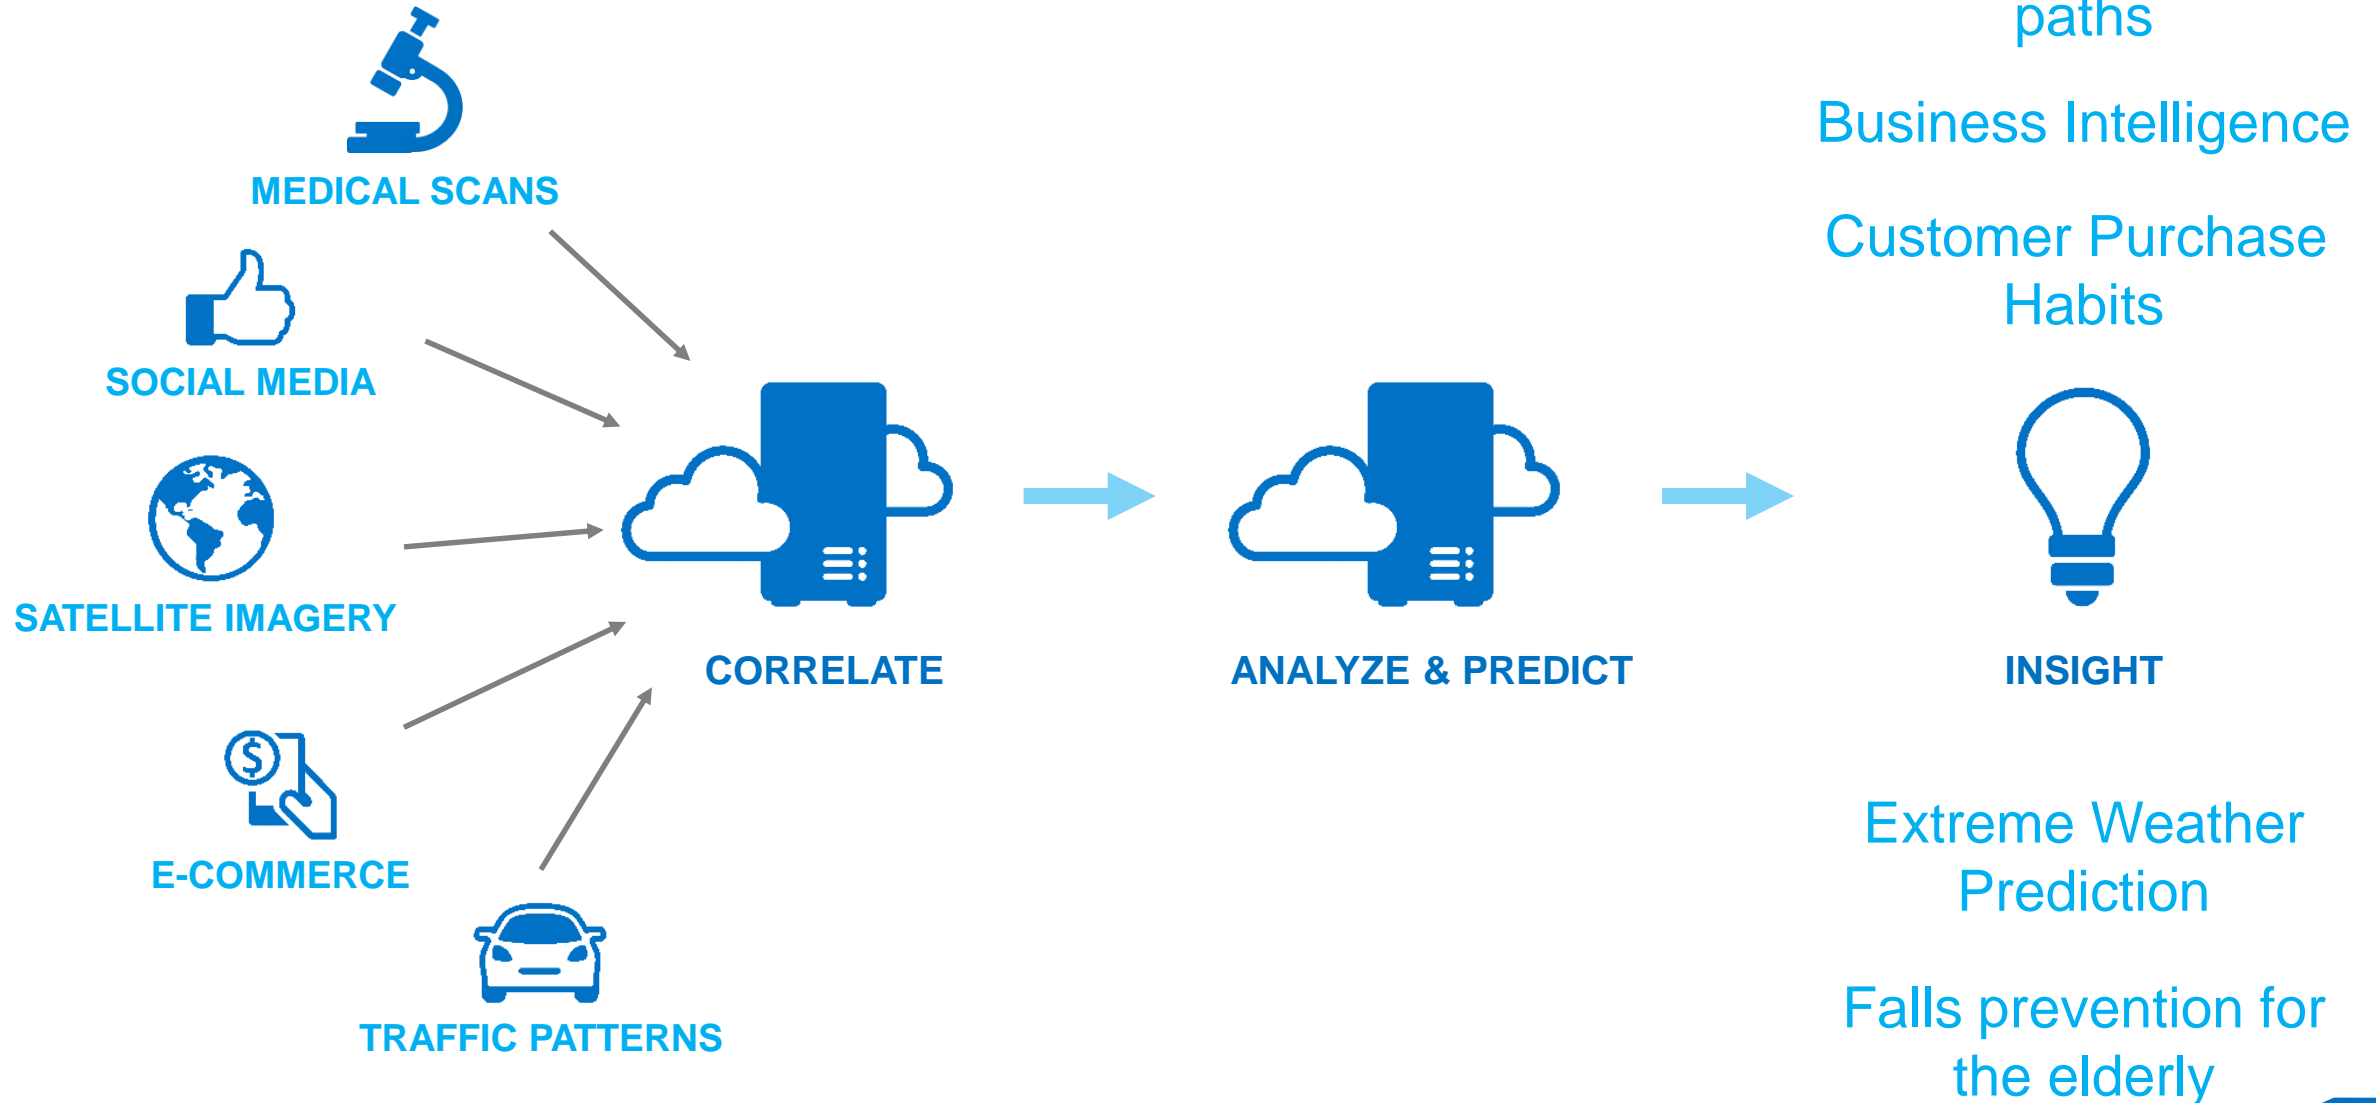 paths
Business Intelligence
Customer Purchase
Habits
MEDICAL SCANS
SOCIAL MEDIA
SATELLITE IMAGERY
E-COMMERCE
TRAFFIC PATTERNS
CORRELATE
ANALYZE & PREDICT
INSIGHT
$
Extreme Weather
Prediction
Falls prevention for
the elderly